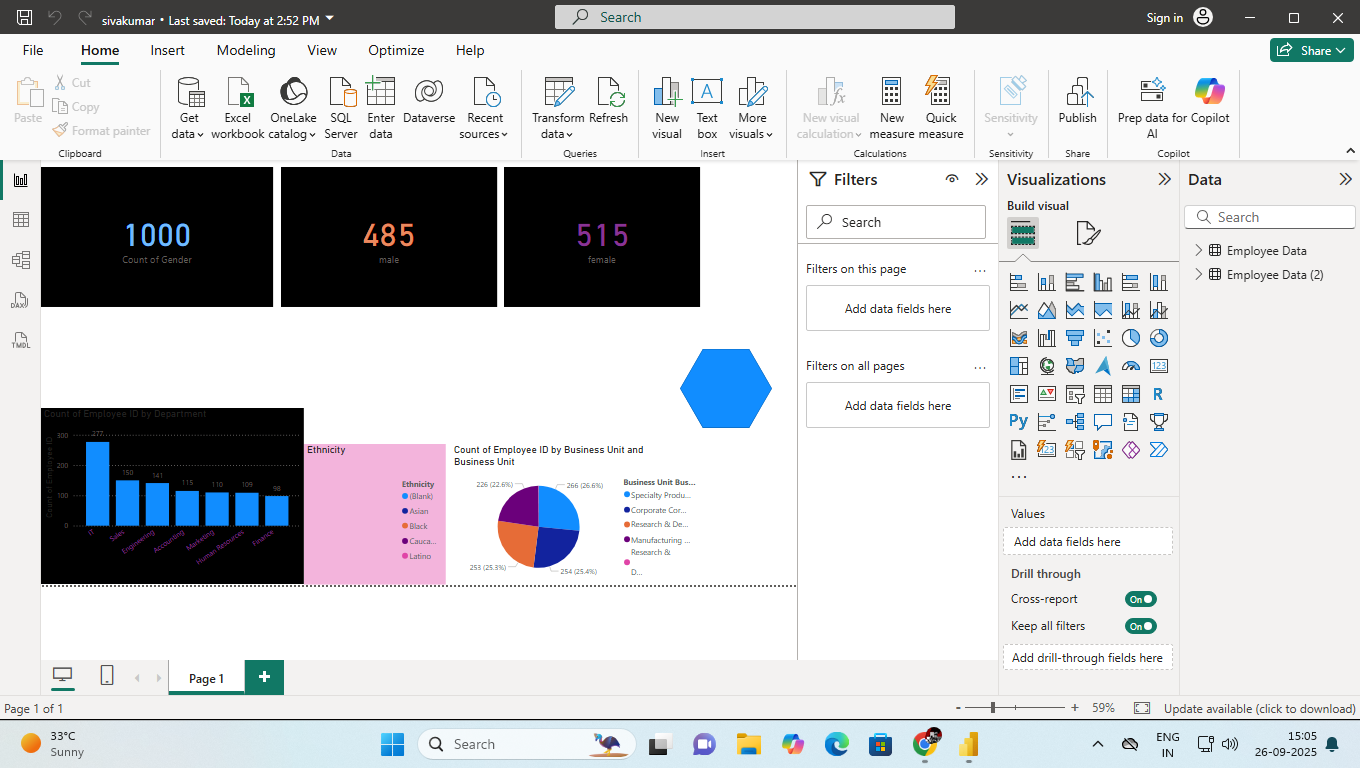 sivakumar • Last saved: Today at 2:52 PM
Search
Sign in
File Home Insert Modeling View Optimize Help
Share
Paste
Cut
Copy
Format painter
Clipboard
Get data
Excel workbook
OneLake catalog
SQL Server
Enter data
Dataverse
Recent sources
Data
Transform data
Refresh
Queries
New visual
Text box
More visuals
Insert
New visual calculation
New measure
Quick measure
Calculations
Sensitivity
Sensitivity
Publish
Share
Prep data for AI
Copilot
Copilot
DAX
TMDL
1000
Count of Gender
485
male
515
female
Count of Employee ID by Department
Count of Employee ID
300
200
100
0
277
150
141
115
110
109
98
IT
Sales
Engineering
Accounting
Marketing
Human Resources
Finance
Ethnicity
Ethnicity
(Blank)
Asian
Black
Cauca...
Latino
Count of Employee ID by Business Unit and
Business Unit
226 (22.6%)
266 (26.6%)
253 (25.3%)
254 (25.4%)
Business Unit Bus...
Specialty Produ...
Corporate Cor...
Research & De...
Manufacturing ...
Research &
D...
Filters
Search
Filters on this page
...
Add data fields here
Filters on all pages
...
Add data fields here
Visualizations
Build visual
123
R
Py
123
...
Values
Add data fields here
Drill through
Cross-report
On
Keep all filters
On
Add drill-through fields here
Data
Search
Employee Data
Employee Data (2)
Page 1
+
Page 1 of 1
- + 59%
Update available (click to download)
33°C
Sunny
Search
ENG
IN
15:05
26-09-2025